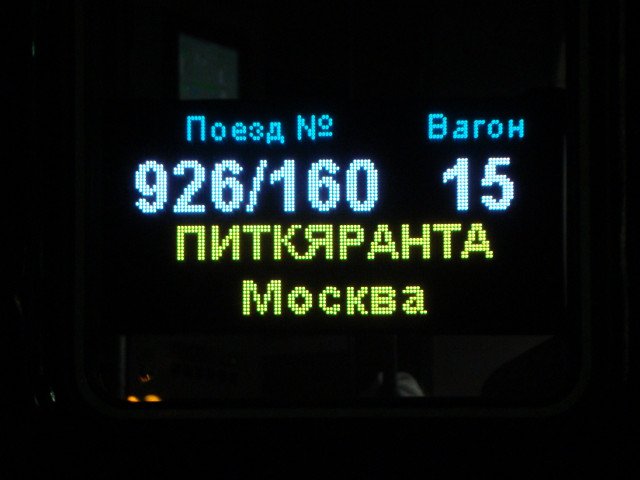 Поезд № Вагон
926/160 15
ПИТКЯРАНТА
Москва